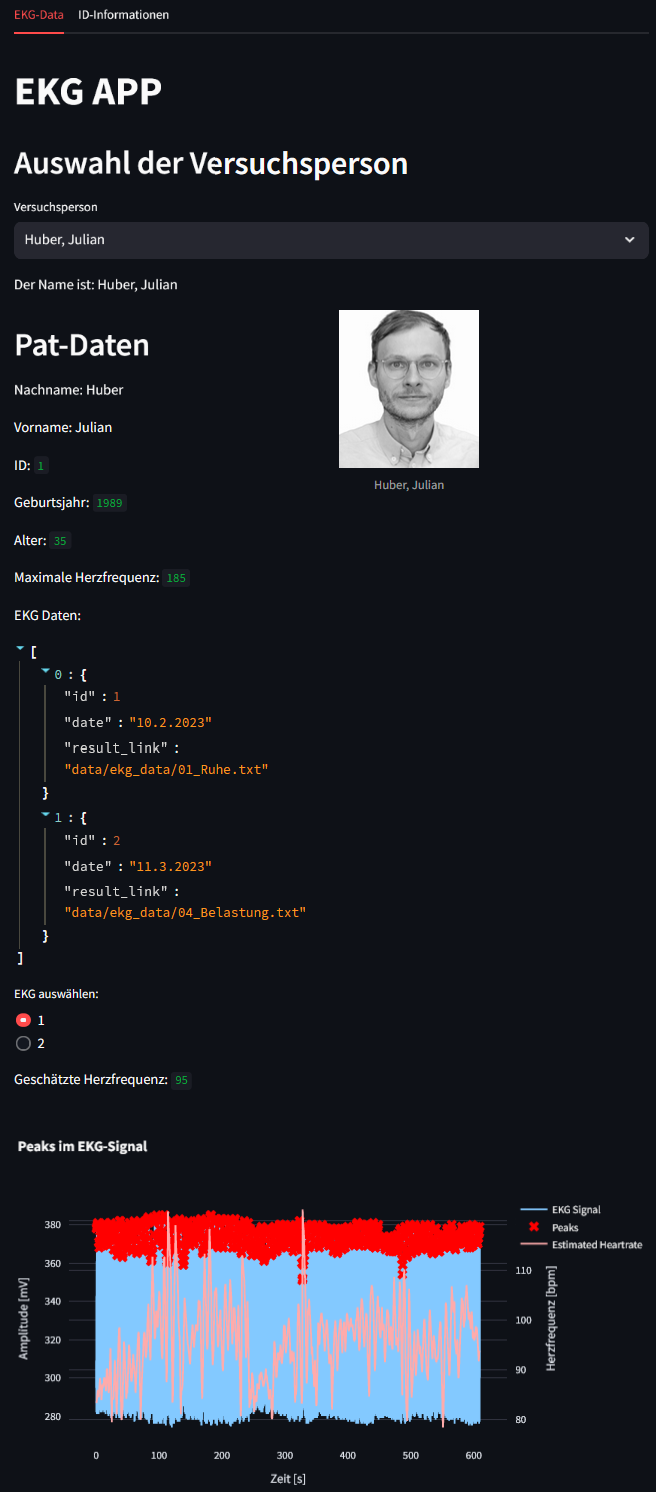 EKG-Data ID-Informationen
EKG APP
Auswahl der Versuchsperson
Versuchsperson
Huber, Julian
Der Name ist: Huber, Julian
Pat-Daten
Nachname: Huber
Vorname: Julian
ID: 1
Geburtsjahr: 1989
Alter: 35
Maximale Herzfrequenz: 185
Huber, Julian
EKG Daten:
[
0 : {
"id" : 1
"date" : "10.2.2023"
"result_link" :
"data/ekg_data/01_Ruhe.txt"
}
1 : {
"id" : 2
"date" : "11.3.2023"
"result_link" :
"data/ekg_data/04_Belastung.txt"
}
]
EKG auswählen:
1
2
Geschätzte Herzfrequenz: 95
Peaks im EKG-Signal
EKG Signal
Peaks
Estimated Heartrate
Amplitude [mV]
380
360
340
320
300
280
110
100
90
80
Herzfrequenz [bpm]
0 100 200 300 400 500 600
Zeit [s]